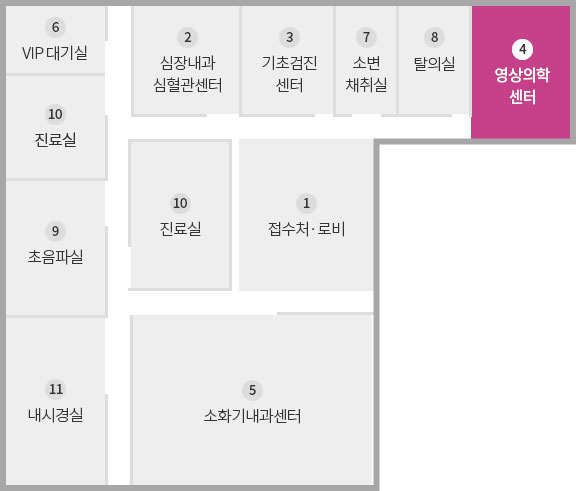 6
VIP 대기실
2
심장내과
심혈관센터
3
기초검진
센터
7
소변
채취실
8
탈의실
4
영상의학
센터
10
진료실
10
진료실
1
접수처·로비
9
초음파실
11
내시경실
5
소화기내과센터